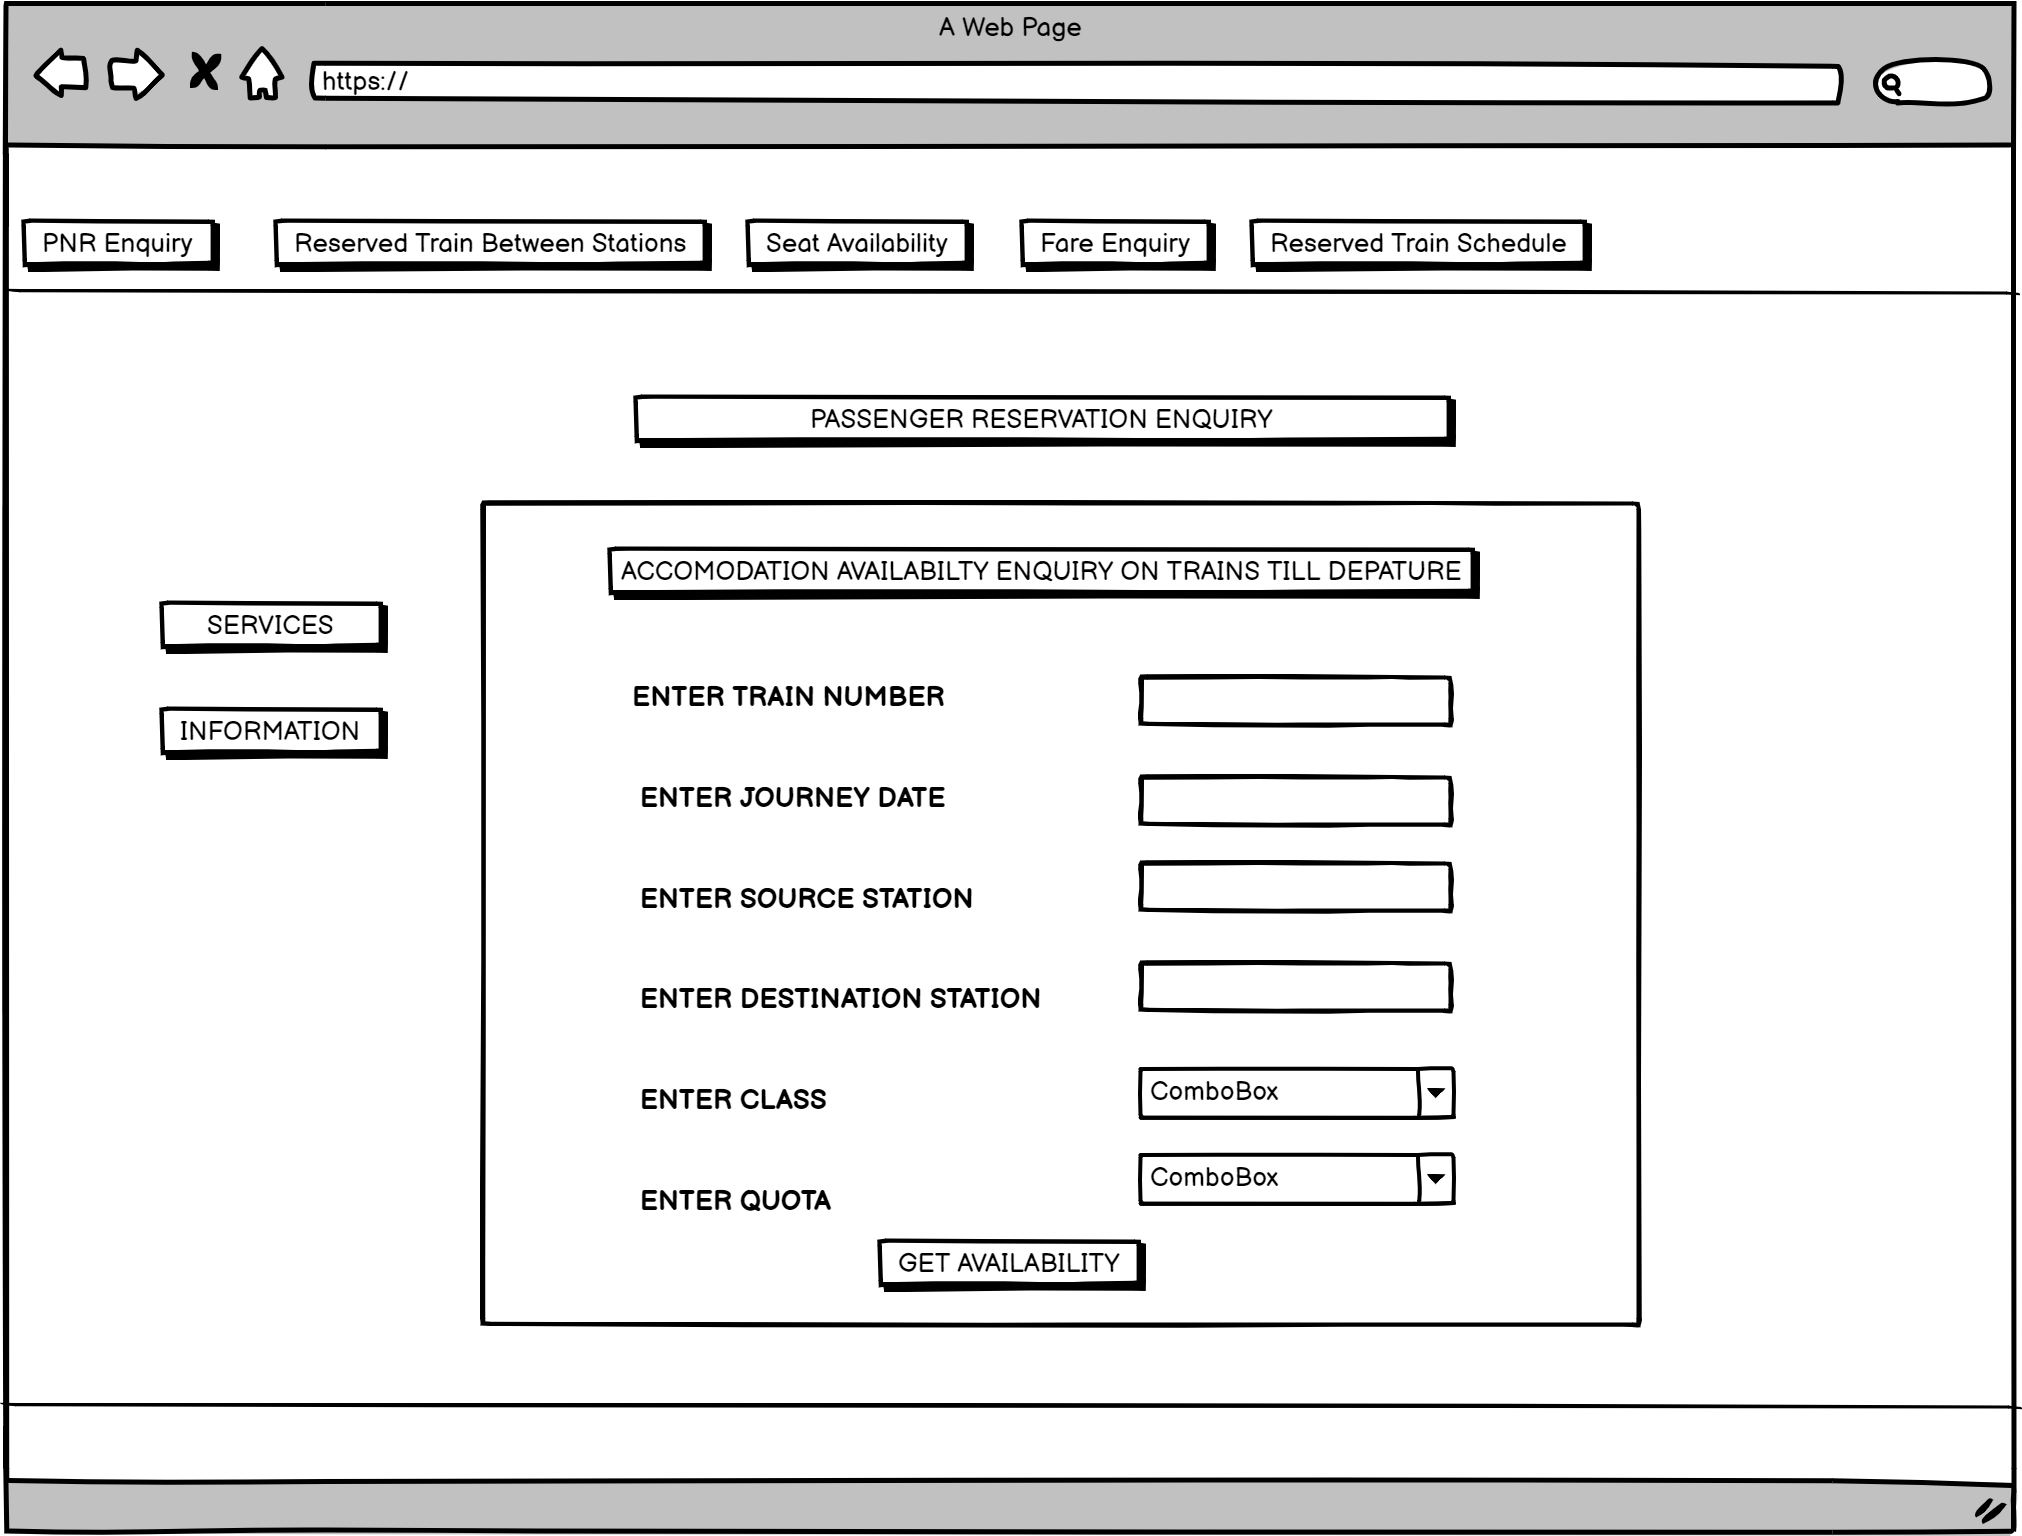 A Web Page
https://
PNR Enquiry
Reserved Train Between Stations
Seat Availability
Fare Enquiry
Reserved Train Schedule
PASSENGER RESERVATION ENQUIRY
ACCOMODATION AVAILABILTY ENQUIRY ON TRAINS TILL DEPATURE
SERVICES
INFORMATION
ENTER TRAIN NUMBER
ENTER JOURNEY DATE
ENTER SOURCE STATION
ENTER DESTINATION STATION
ENTER CLASS
ComboBox
ENTER QUOTA
ComboBox
GET AVAILABILITY